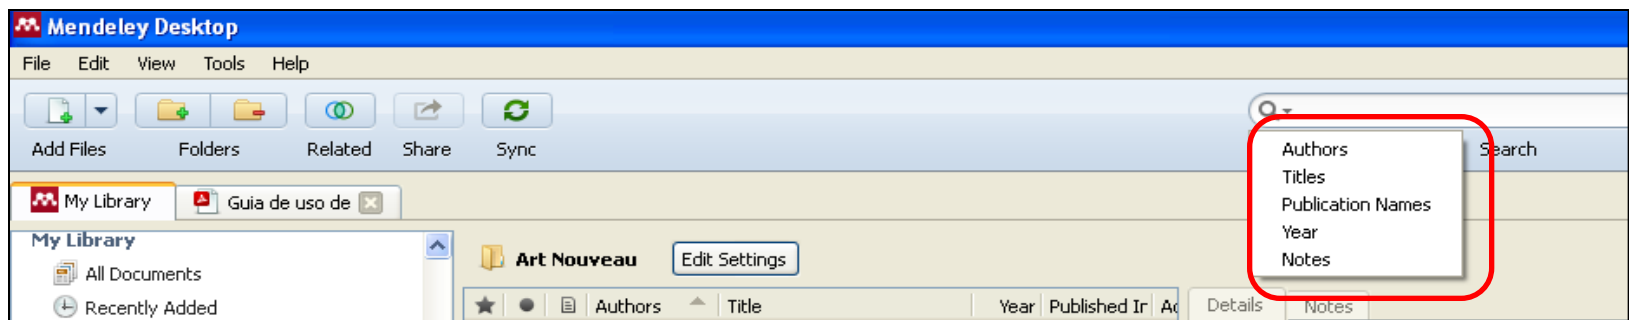 Mendeley Desktop
File Edit View Tools Help
Add Files Folders Related Share Sync Search
Authors
Titles
Publication Names
Year
Notes
My Library Guia de uso de
My Library
All Documents
Recently Added
Art Nouveau Edit Settings
Authors Title Year Published In
Details Notes